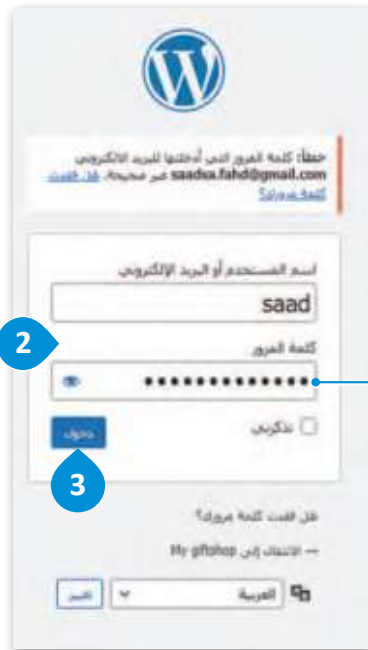 خطأ: كلمة المرور التي أدخلتها للبريد الالكتروني
saadsa.fahd@gmail.com غير صحيحة. هل فقدت
كلمة مرورك؟
اسم المستخدم أو البريد الإلكتروني
saad
2
كلمة المرور
•••••••••••••
تذكرني
دخول
3
هل فقدت كلمة مرورك؟
← الانتقال إلى My giftshop
العربية
تغيير